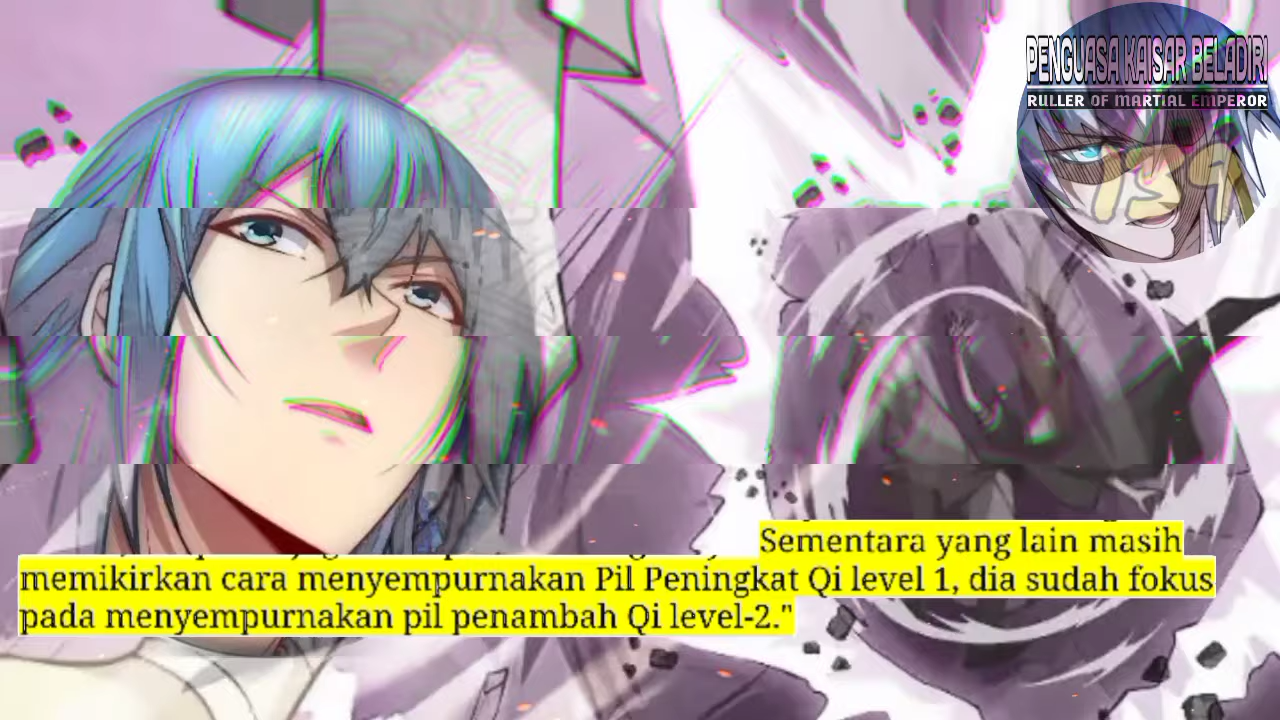 PENGUASA KAISAR BELADIRI
RULLER OF MARTIAL EMPEROR
Sementara yang lain masih
memikirkan cara menyempurnakan Pil Peningkat Qi level 1, dia sudah fokus
pada menyempurnakan pil penambah Qi level-2."